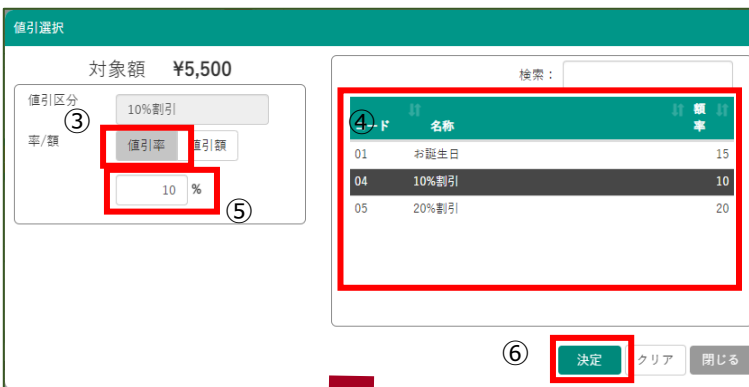 値引選択
対象額 ¥5,500
値引区分
10%割引
③
率/額
値引率 値引額
10 %
⑤
検索:
④
コード 名称 額率
01 お誕生日 15
04 10%割引 10
05 20%割引 20
⑥
決定 クリア 閉じる